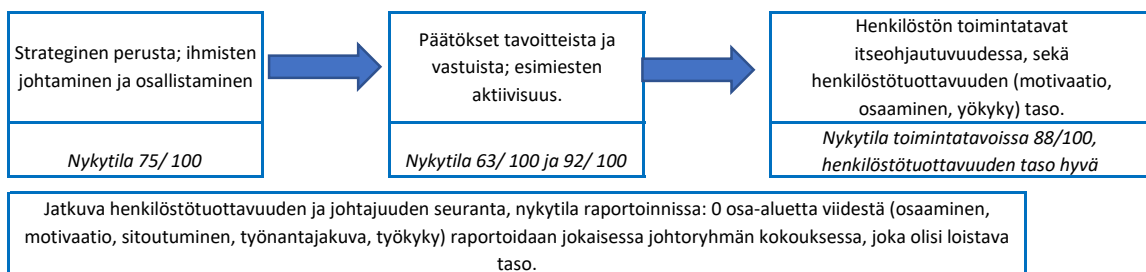 Strateginen perusta; ihmisten
johtaminen ja osallistaminen
Nykytila 75/ 100
Päätökset tavoitteista ja
vastuista; esimiesten
aktiivisuus.
Nykytila 63/ 100 ja 92/ 100
Henkilöstön toimintatavat
itseohjautuvuudessa, sekä
henkilöstötuottavuuden (motivaatio,
osaaminen, yökyky) taso.
Nykytila toimintatavoissa 88/100,
henkilöstötuottavuuden taso hyvä
Jatkuva henkilöstötuottavuuden ja johtajuuden seuranta, nykytila raportoinnissa: 0 osa-aluetta viidestä (osaaminen,
motivaatio, sitoutuminen, työnantajakuva, työkyky) raportoidaan jokaisessa johtoryhmän kokouksessa, joka olisi loistava
taso.